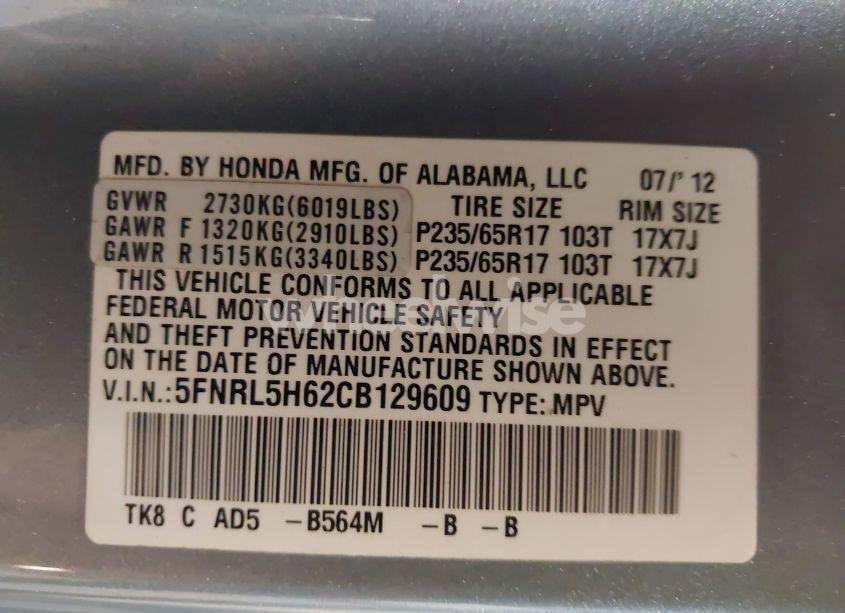 MFD. BY HONDA MFG. OF ALABAMA, LLC 07/' 12
GVWR 2730KG(6019LBS) TIRE SIZE RIM SIZE
GAWR F 1320KG(2910LBS) P235/65R17 103T 17X7J
GAWR R 1515KG(3340LBS) P235/65R17 103T 17X7J
THIS VEHICLE CONFORMS TO ALL APPLICABLE
FEDERAL MOTOR VEHICLE SAFETY
AND THEFT PREVENTION STANDARDS IN EFFECT
ON THE DATE OF MANUFACTURE SHOWN ABOVE.
V.I.N.:5FNRL5H62CB129609 TYPE: MPV
TK8 C AD5 -B564M -B -B